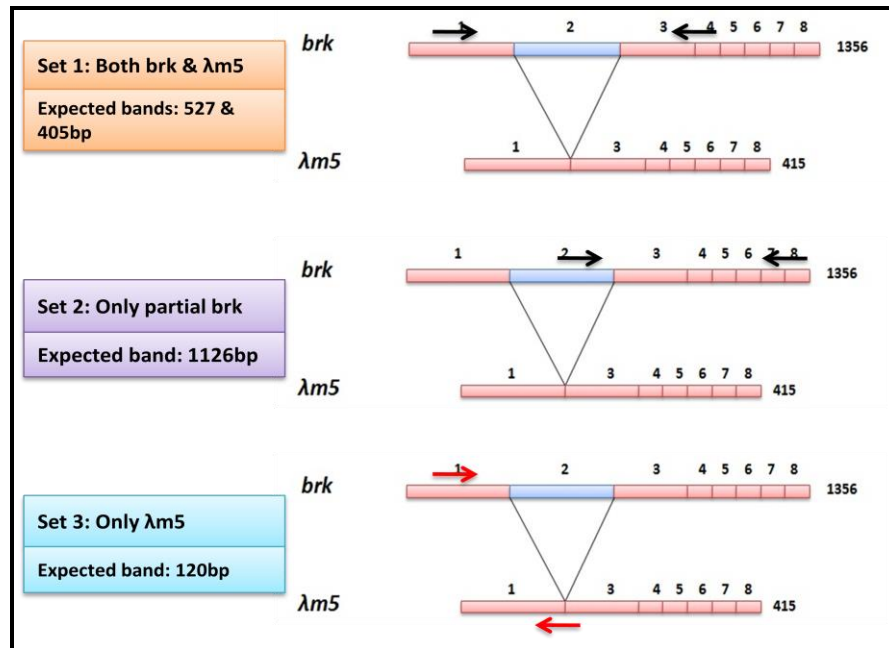 Set 1: Both brk & λm5
Expected bands: 527 &
405bp
brk
1 2 3 4 5 6 7 8
1356
λm5
1 3 4 5 6 7 8
415
Set 2: Only partial brk
Expected band: 1126bp
brk
1 2 3 4 5 6 7 8
1356
λm5
1 3 4 5 6 7 8
415
Set 3: Only λm5
Expected band: 120bp
brk
1 2 3 4 5 6 7 8
1356
λm5
1 3 4 5 6 7 8
415